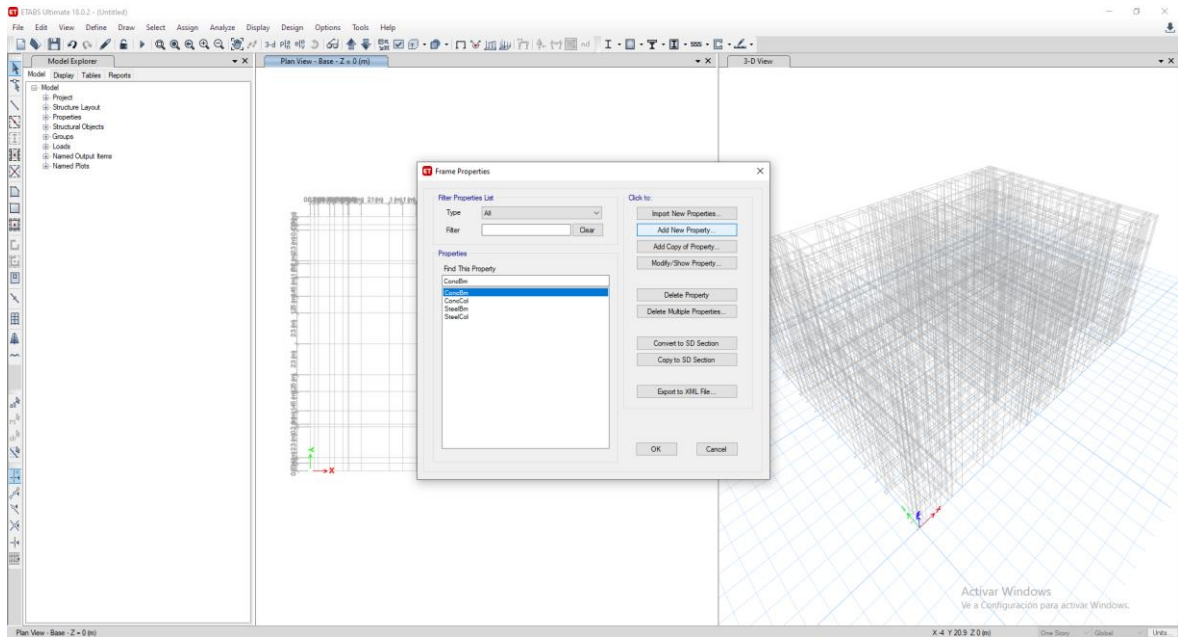 ETABS Ultimate 18.0.2 - (Untitled)
File Edit View Define Draw Select Assign Analyze Display Design Options Tools Help
Model Explorer
Model Display Tables Reports
Model
Project
Structure Layout
Properties
Structural Objects
Groups
Loads
Named Output Items
Named Plots
Plan View - Base - Z = 0 (m)
3-D View
Frame Properties
Filter Properties List
Type All
Filter Clear
Properties
Find This Property
ConcBm
ConcBm
ConcCol
SteelBm
SteelCol
Click to:
Import New Properties...
Add New Property...
Add Copy of Property...
Modify/Show Property...
Delete Property
Delete Multiple Properties...
Convert to SD Section
Copy to SD Section
Export to XML File...
OK Cancel
Y
X
Activar Windows
Ve a Configuración para activar Windows.
Plan View - Base - Z = 0 (m)
X -4 Y 20.9 Z 0 (m)
One Story Global Units...